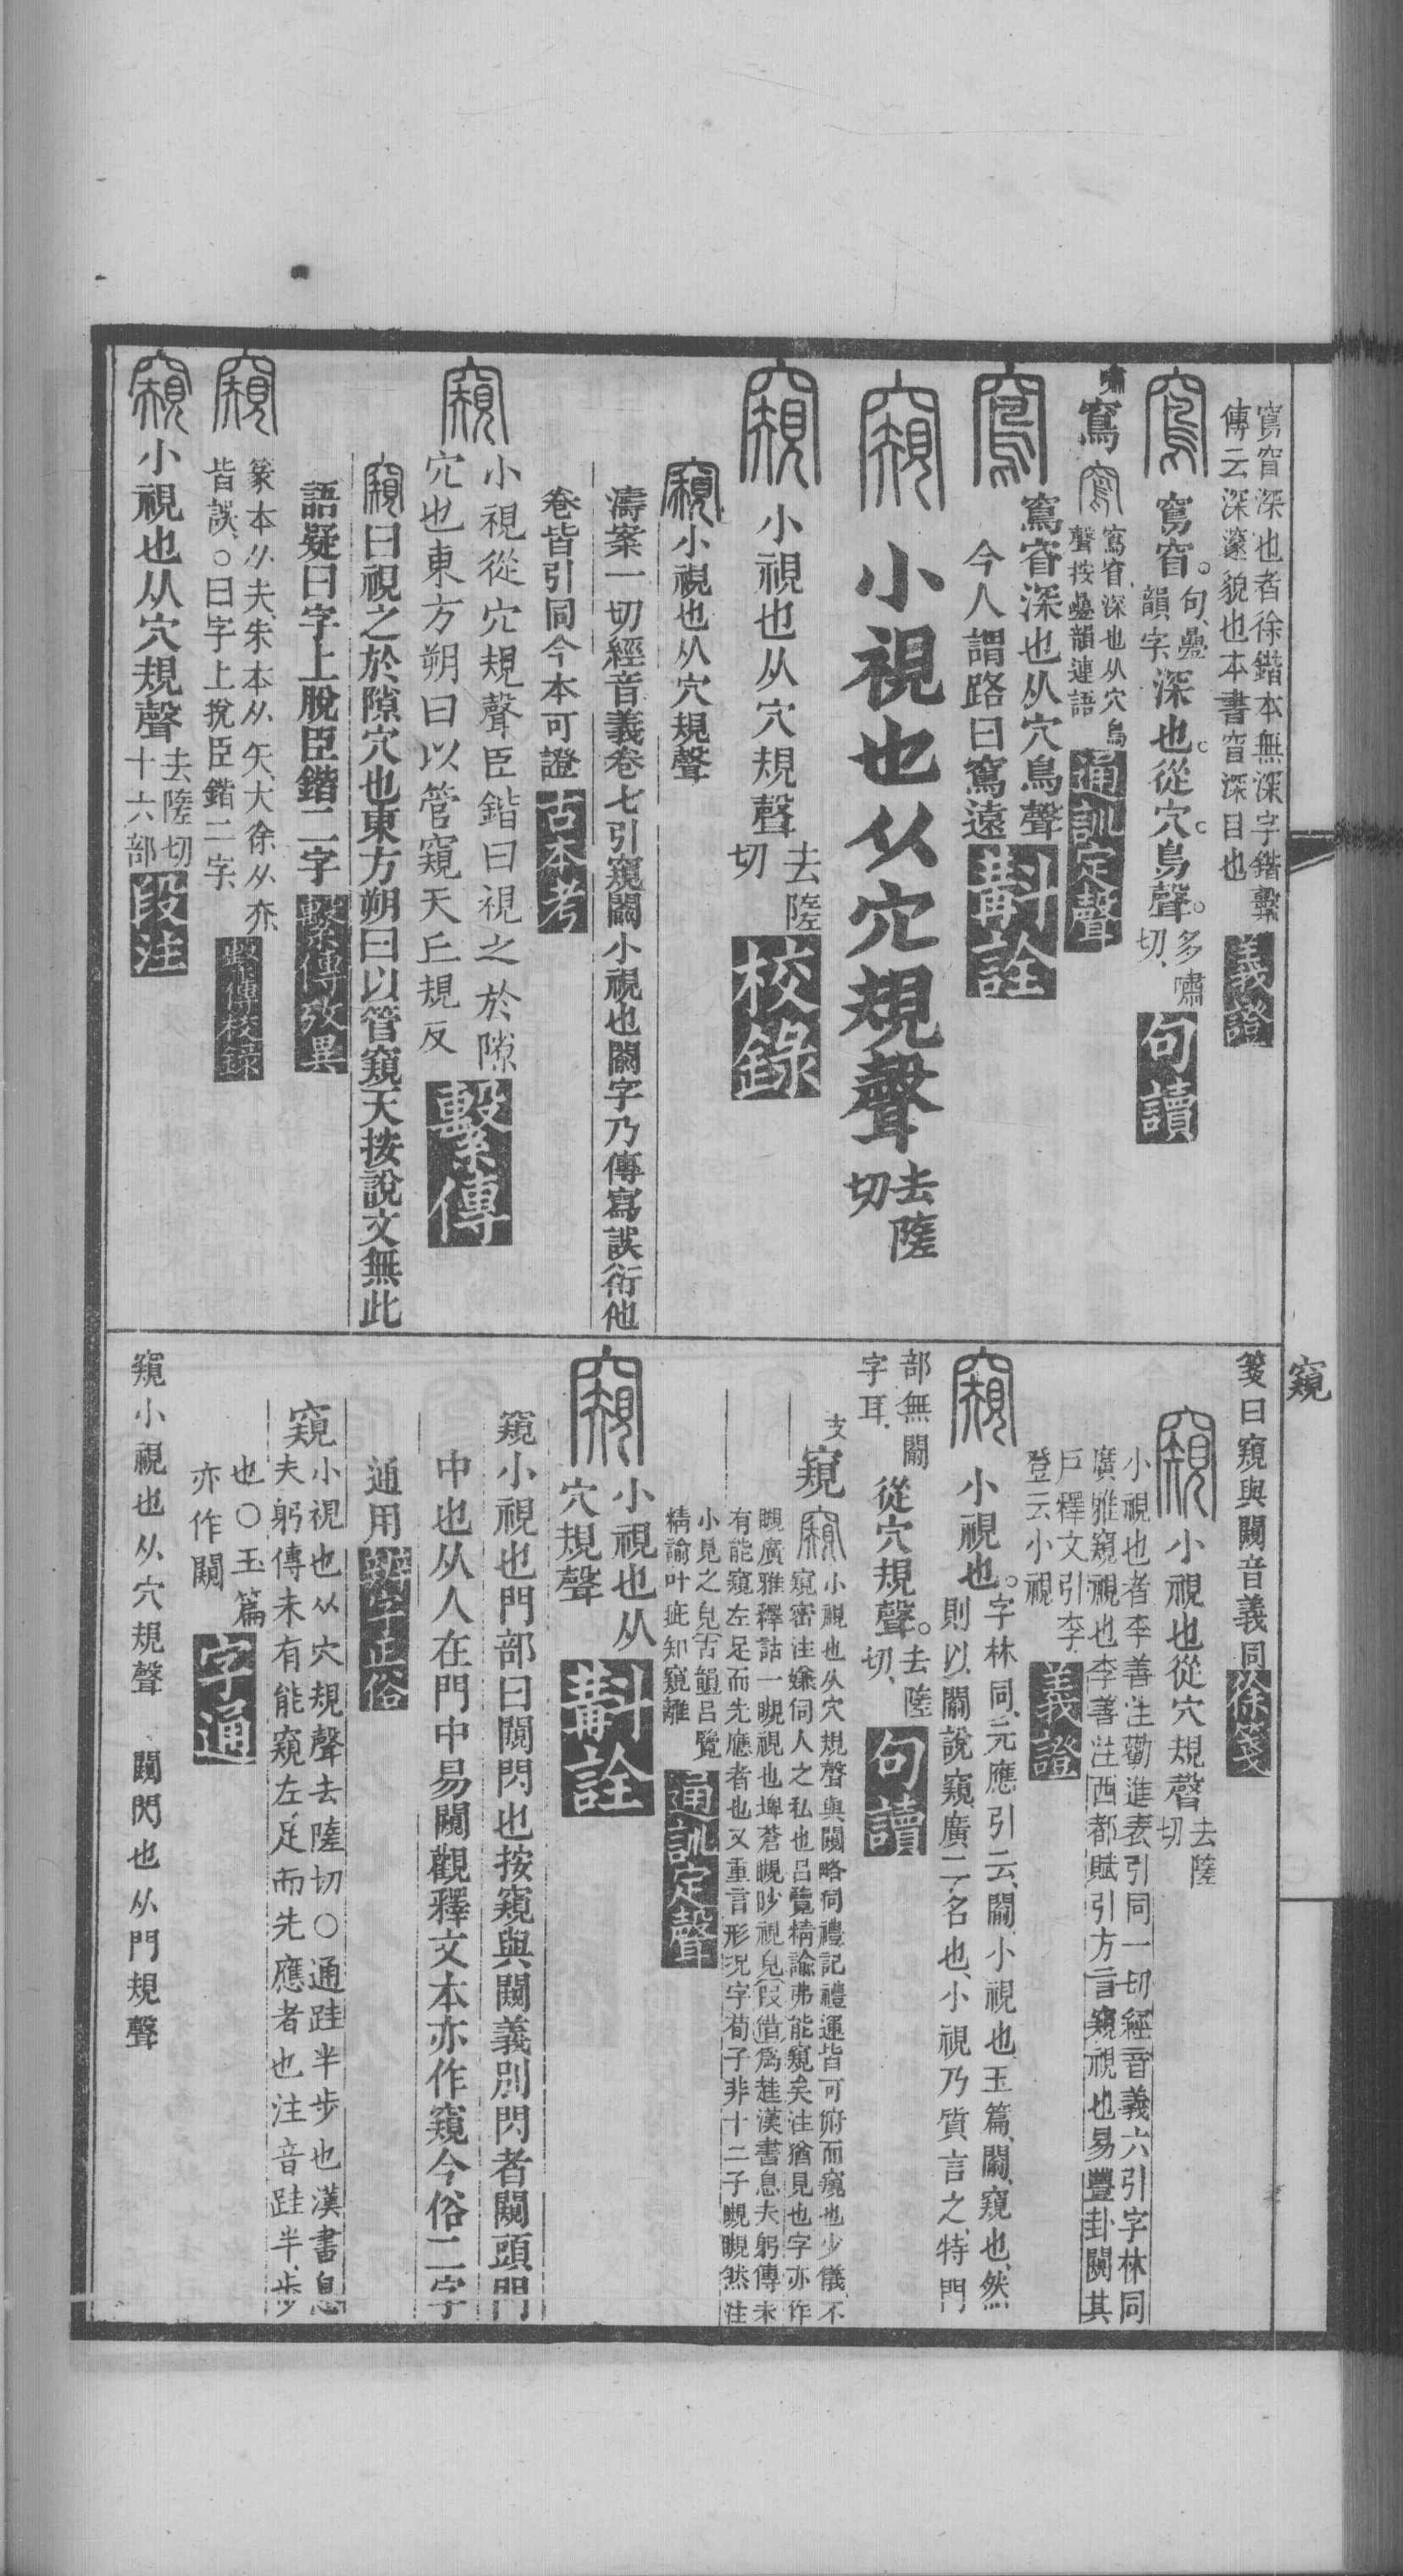 窵窅深也者徐鍇本無深字鍇繫
傳云深邃貌也本書窅深目也
義證
窵窅。句、疊韻字、深也。從穴。鳥聲。多嘯切、
句讀
嘯
窵
窵窅深也从穴鳥
聲按疊韻連語
通訓定聲
窵窅深也从穴鳥聲
今人謂路曰窵遠
斠詮
小視也从穴規聲
去隓切
小視也从穴規聲
去隓切
校錄
小視也从穴規聲
濤案一切經音義卷七引窺闚小視也闚字乃傳寫誤衍他
卷皆引同今本可證
古本考
小視從穴規聲臣鍇曰視之於隙
穴也東方朔曰以管窺天丘規反
繫傳
曰視之於隙穴也東方朔曰以管窺天按說文無此
語疑曰字上脫臣鍇二字
繫傳攷異
篆本从夫朱本从矢大徐从夰
皆誤、○曰字上挩臣鍇二字
繫傳校錄
小視也从穴規聲
去隓切
十六部
段注
窺
箋曰窺與闚音義同
徐箋
小視也從穴規聲
去隓切
小視也者李善注勸進表引同一切經音義六引字林同
廣雅窺視也李善注西都賦引方言窺視也易豐卦闚其
戶釋文引李
登云小視
義證
小視也。字林同、元應引云、闚、小視也、玉篇、闚、窺也、然
則以闚說窺、廣二名也、小視乃質言之、特門
部無闚
字耳、
從穴規聲。去隓切、
句讀
支
窺
小視也从穴規聲與闚略同禮記禮運皆可俯而窺也少儀不
窺密注嫌伺人之私也呂覽精諭弗能窺矣注猶見也字亦作
䙾廣雅釋詁一䙾視也埤蒼䙾眇視皃假借爲跬漢書息夫躬傳未
有能窺左足而先應者也又重言形況字荀子非十二子䙾䙾然注
小見之皃古韻呂覽
精諭叶疵知窺離
通訓定聲
小視也从
穴規聲
斠詮
窺小視也門部曰闚閃也按窺與闚義別閃者闚頭門
中也从人在門中易闚觀釋文本亦作窺今俗二字
通用
正俗
窺
小視也从穴規聲去隓切○通跬半步也漢書息
夫躬傳未有能窺左足而先應者也注音跬半步
也○玉篇
亦作闚
字通
窺小視也从穴規聲 闚閃也从門規聲